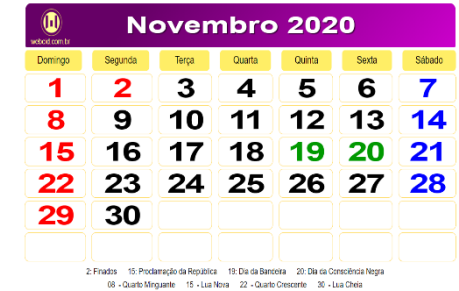 Novembro 2020
webcid.com.br
Domingo Segunda Terça Quarta Quinta Sexta Sábado
1 2 3 4 5 6 7
8 9 10 11 12 13 14
15 16 17 18 19 20 21
22 23 24 25 26 27 28
29 30
2: Finados 15: Proclamação da República 19: Dia da Bandeira 20: Dia da Consciência Negra
08 - Quarto Minguante 15 - Lua Nova 22 - Quarto Crescente 30 - Lua Cheia